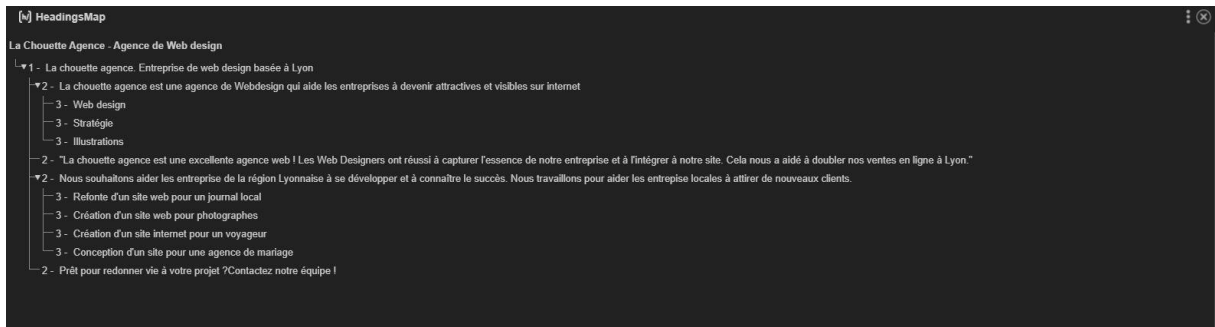 [h/] HeadingsMap
La Chouette Agence - Agence de Web design
1 - La chouette agence. Entreprise de web design basée à Lyon
2 - La chouette agence est une agence de Webdesign qui aide les entreprises à devenir attractives et visibles sur internet
3 - Web design
3 - Stratégie
3 - Illustrations
2 - "La chouette agence est une excellente agence web ! Les Web Designers ont réussi à capturer l'essence de notre entreprise et à l'intégrer à notre site. Cela nous a aidé à doubler nos ventes en ligne à Lyon."
2 - Nous souhaitons aider les entreprise de la région Lyonnaise à se développer et à connaître le succès. Nous travaillons pour aider les entrepise locales à attirer de nouveaux clients.
3 - Refonte d'un site web pour un journal local
3 - Création d'un site web pour photographes
3 - Création d'un site internet pour un voyageur
3 - Conception d'un site pour une agence de mariage
2 - Prêt pour redonner vie à votre projet ?Contactez notre équipe !